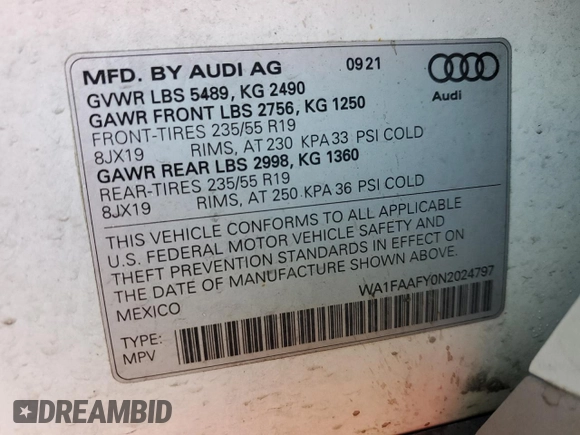 MFD. BY AUDI AG 09 21
GVWR LBS 5489, KG 2490
GAWR FRONT LBS 2756, KG 1250
FRONT-TIRES 235/55 R19
8JX19 RIMS, AT 230 KPA 33 PSI COLD
GAWR REAR LBS 2998, KG 1360
REAR-TIRES 235/55 R19
8JX19 RIMS, AT 250 KPA 36 PSI COLD
Audi
THIS VEHICLE CONFORMS TO ALL APPLICABLE
U.S. FEDERAL MOTOR VEHICLE SAFETY AND
THEFT PREVENTION STANDARDS IN EFFECT ON
THE DATE OF MANUFACTURE SHOWN ABOVE.
MEXICO
WA1FAAFY0N2024797
TYPE:
MPV
DREAMBID